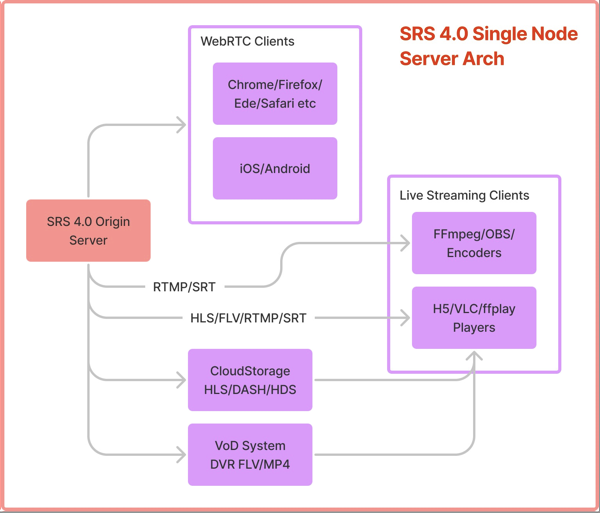 SRS 4.0 Single Node
Server Arch
WebRTC Clients
Chrome/Firefox/
Ede/Safari etc
iOS/Android
SRS 4.0 Origin
Server
Live Streaming Clients
FFmpeg/OBS/
Encoders
RTMP/SRT
HLS/FLV/RTMP/SRT
H5/VLC/ffplay
Players
CloudStorage
HLS/DASH/HDS
VoD System
DVR FLV/MP4